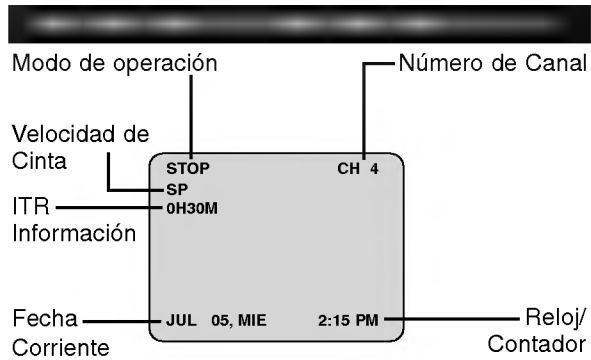 Modo de operación
Número de Canal
Velocidad de
Cinta
STOP
CH 4
SP
ITR
0H30M
Información
Fecha
JUL 05, MIE
2:15 PM
Reloj/
Corriente
Contador